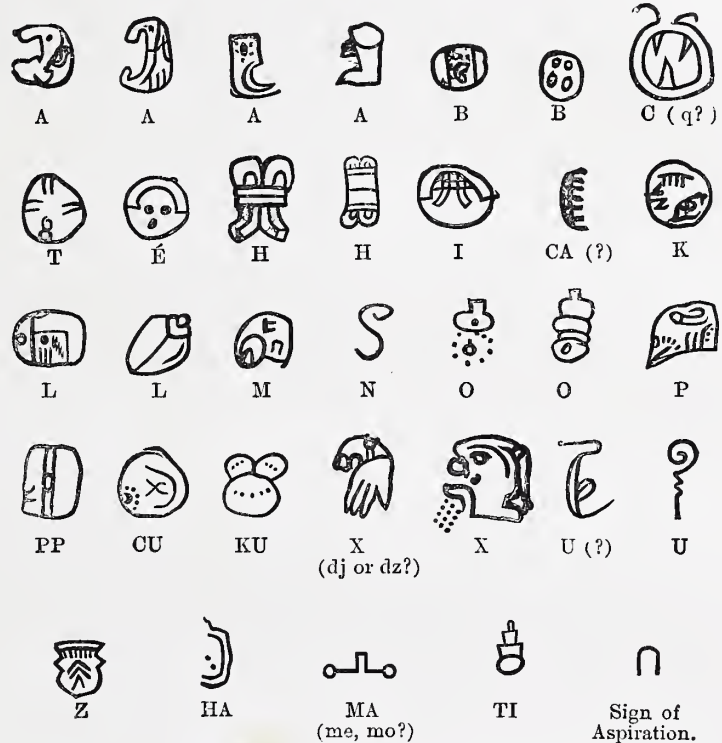 A A A A B B C (q?)
T É H H I CA (?) K
L L M N O O P
PP CU KU X X U (?) U
(dj or dz?)
Z HA MA TI Sign of
(me, mo?) Aspiration.